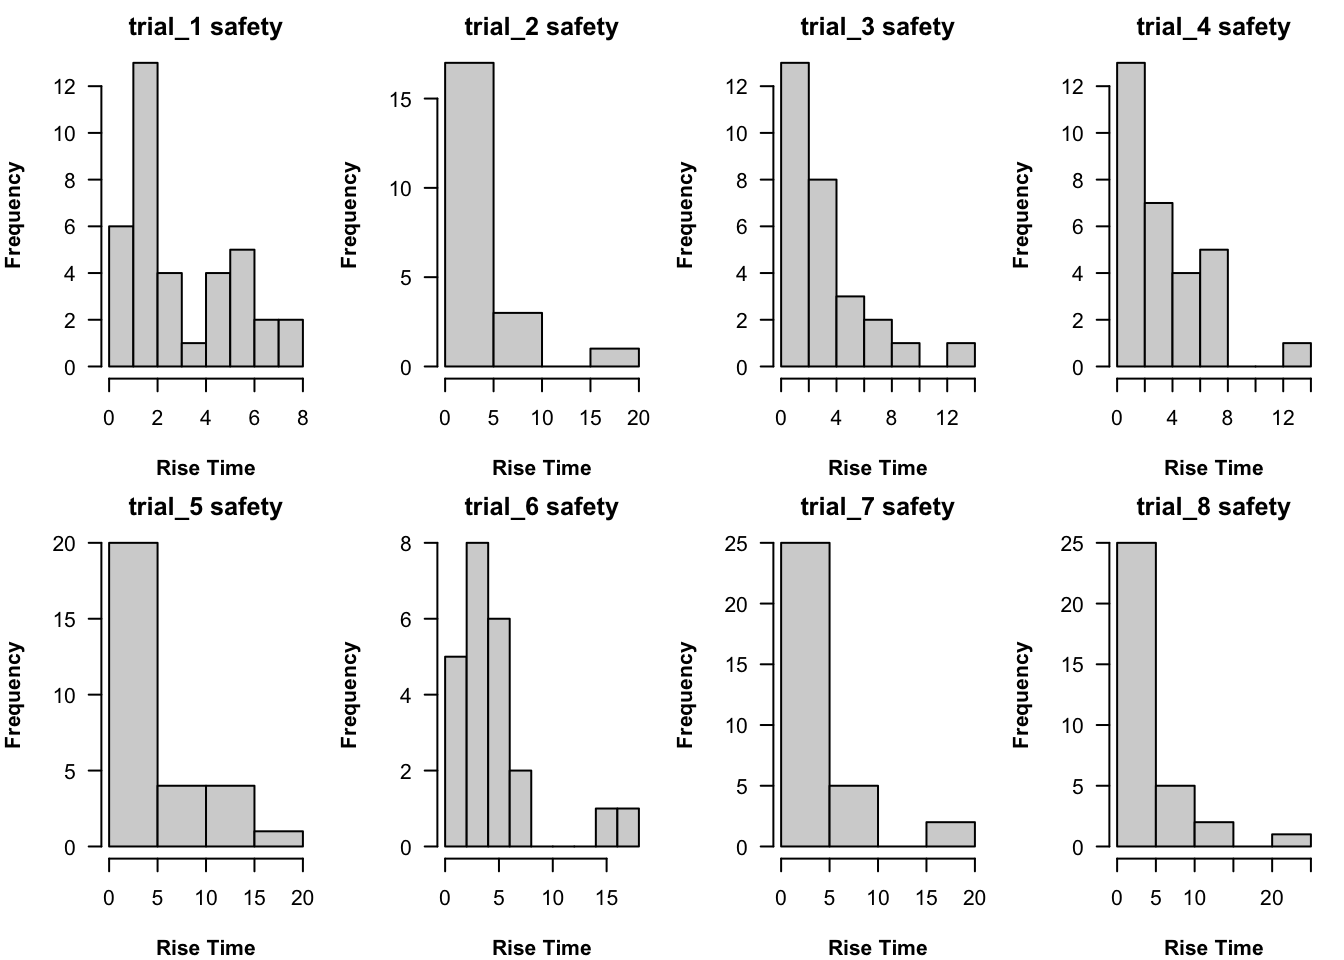 trial_1 safety
Frequency
0
2
4
6
8
10
12
0 2 4 6 8
Rise Time
trial_2 safety
Frequency
0
5
10
15
0 5 10 15 20
Rise Time
trial_3 safety
Frequency
0
2
4
6
8
10
12
0 4 8 12
Rise Time
trial_4 safety
Frequency
0
2
4
6
8
10
12
0 4 8 12
Rise Time
trial_5 safety
Frequency
0
5
10
15
20
0 5 10 15 20
Rise Time
trial_6 safety
Frequency
0
2
4
6
8
0 5 10 15
Rise Time
trial_7 safety
Frequency
0
5
10
15
20
25
0 5 10 15 20
Rise Time
trial_8 safety
Frequency
0
5
10
15
20
25
0 5 10 20
Rise Time